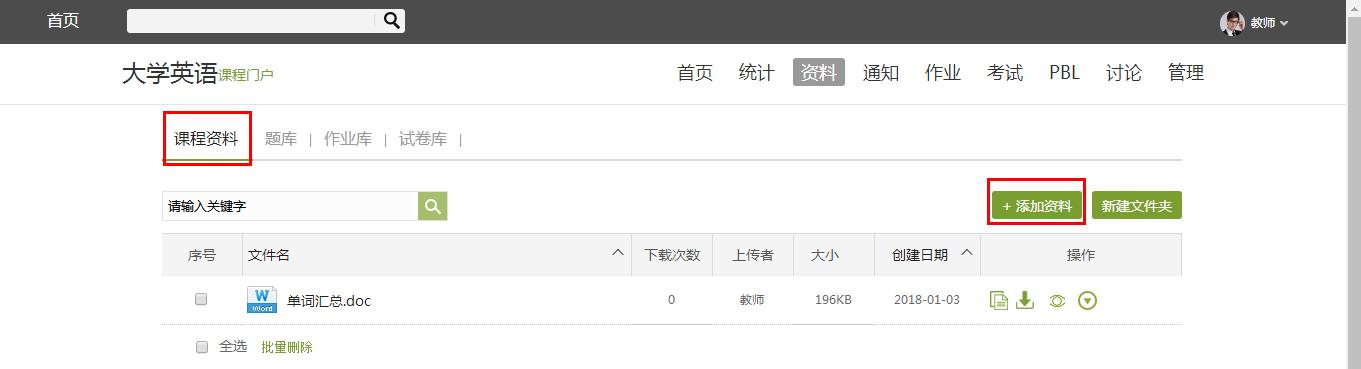 首页 教师
大学英语课程门户 首页 统计 资料 通知 作业 考试 PBL 讨论 管理
课程资料 题库 | 作业库 | 试卷库 |
请输入关键字 + 添加资料 新建文件夹
序号 文件名 下载次数 上传者 大小 创建日期 操作
W Word 单词汇总.doc 0 教师 196KB 2018-01-03
全选 批量删除